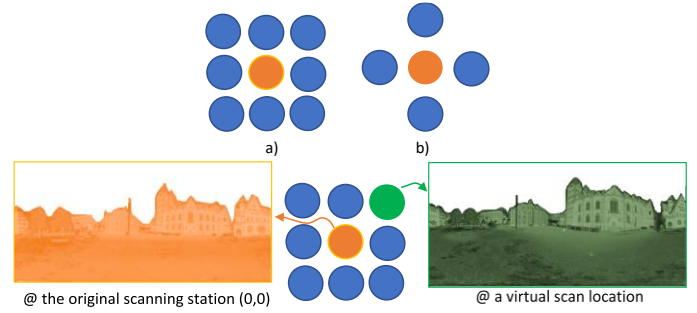 a)
b)
@ the original scanning station (0,0)
@ a virtual scan location